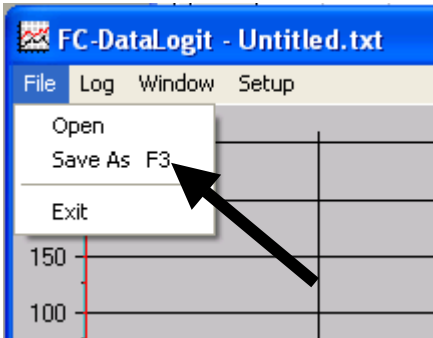 FC-DataLogit - Untitled.txt
File Log Window Setup
Open
Save As F3
Exit
150
100